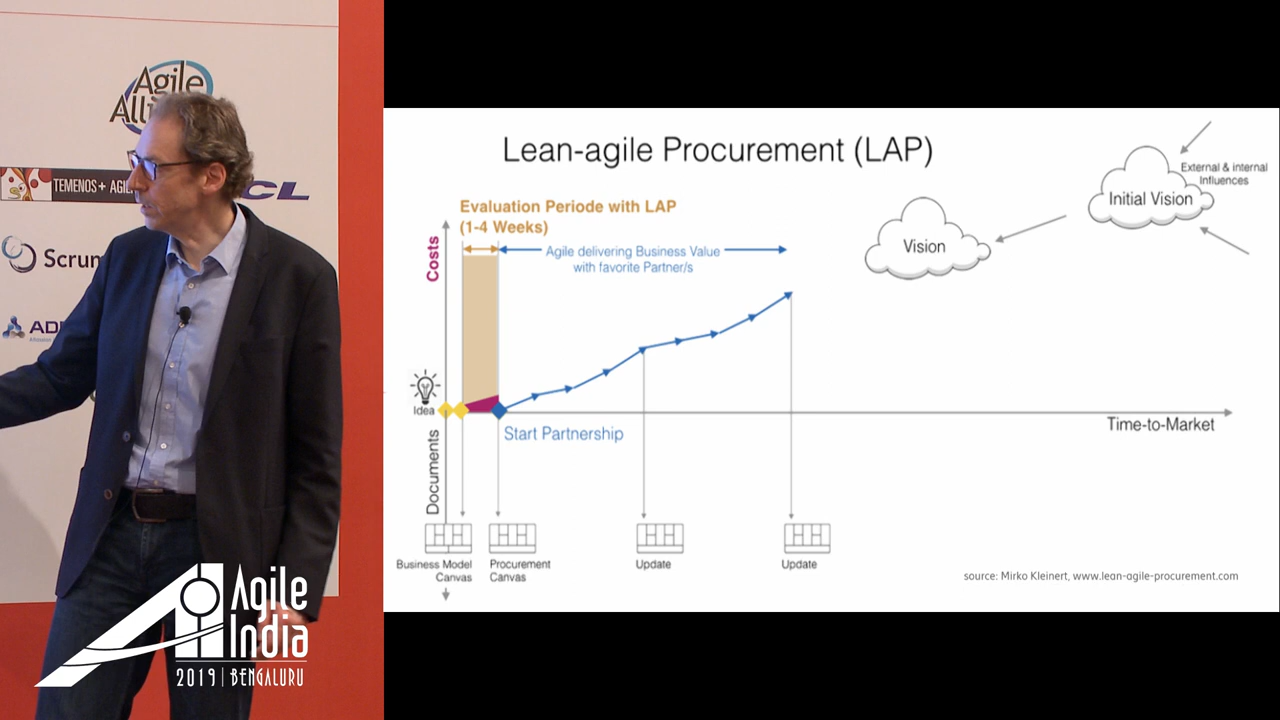 Agile
Alli
TEMENOS+ AGIL
CL
Scrum
AD
Agile
India
2019 | BENGALURU
Lean-agile Procurement (LAP)
External & internal
Influences
Initial Vision
Vision
Evaluation Periode with LAP
(1-4 Weeks)
Agile delivering Business Value
with favorite Partner/s
Costs
Idea
Time-to-Market
Start Partnership
Documents
Business Model
Canvas
Procurement
Canvas
Update
Update
source: Mirko Kleinert, www.lean-agile-procurement.com